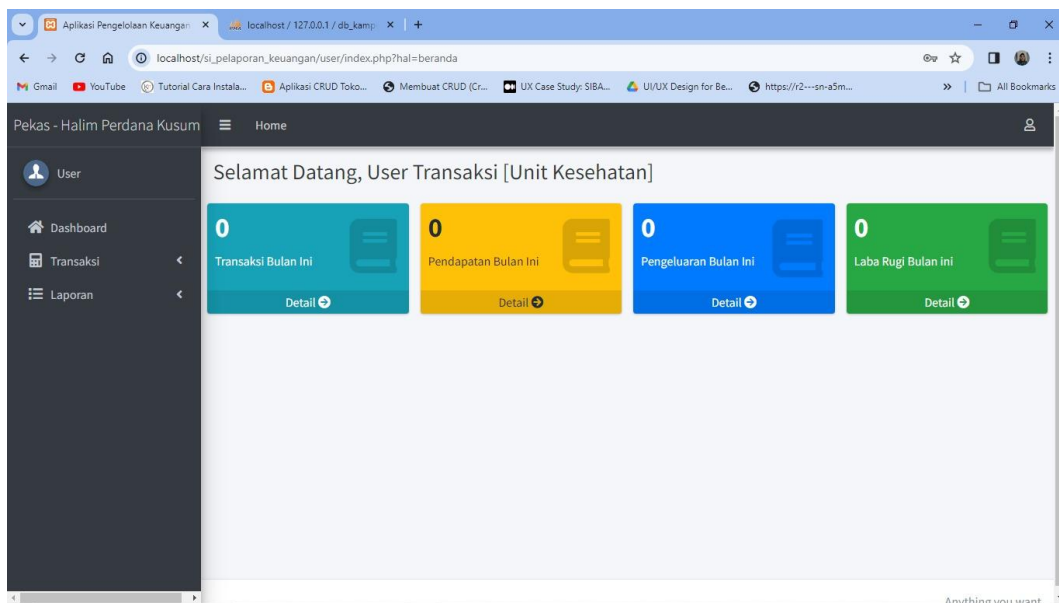 Aplikasi Pengelolaan Keuangan
localhost / 127.0.0.1 / db_kamp
localhost/si_pelaporan_keuangan/user/index.php?hal=beranda
Gmail YouTube Tutorial Cara Instala... Aplikasi CRUD Toko... Membuat CRUD (Cr... UX Case Study: SIBA... UI/UX Design for Be... https://r2---sn-a5m... All Bookmarks
Pekas - Halim Perdana Kusum
Home
User
Selamat Datang, User Transaksi [Unit Kesehatan]
Dashboard
Transaksi
Laporan
0
Transaksi Bulan Ini
Detail
0
Pendapatan Bulan Ini
Detail
0
Pengeluaran Bulan Ini
Detail
0
Laba Rugi Bulan ini
Detail
Anything you want